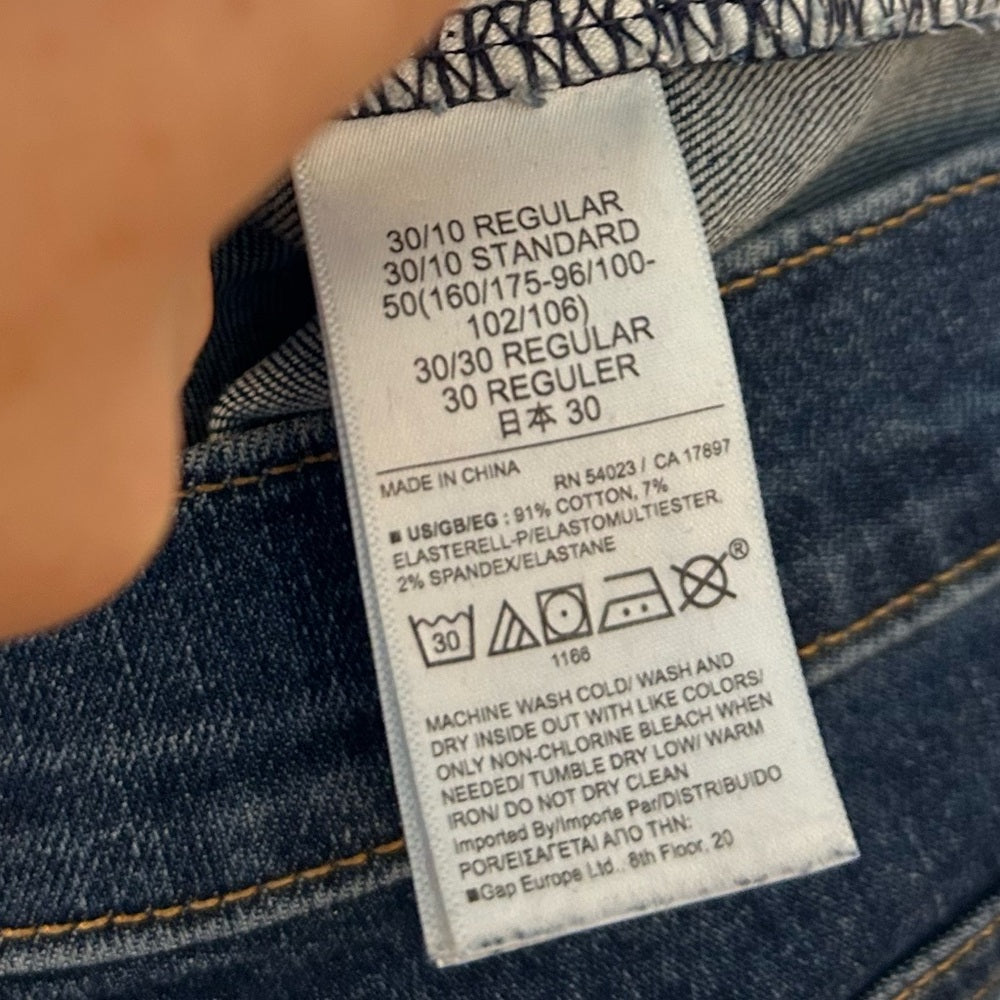 30/10 REGULAR
30/10 STANDARD
50(160/175-96/100-
102/106)
30/30 REGULAR
30 REGULER
日本 30
MADE IN CHINA
RN 54023 / CA 17897
■ US/GB/EG : 91% COTTON, 7%
ELASTERELL-P/ELASTOMULTIESTER,
2% SPANDEX/ELASTANE
30
®
1166
MACHINE WASH COLD/ WASH AND
DRY INSIDE OUT WITH LIKE COLORS/
ONLY NON-CHLORINE BLEACH WHEN
NEEDED/ TUMBLE DRY LOW/ WARM
IRON/ DO NOT DRY CLEAN
Imported By/Importe Par/DISTRIBUIDO
POR/ΕΙΣΑΓΕΤΑΙ ΑΠΟ ΤΗΝ:
■Gap Europe Ltd., 8th Floor, 20